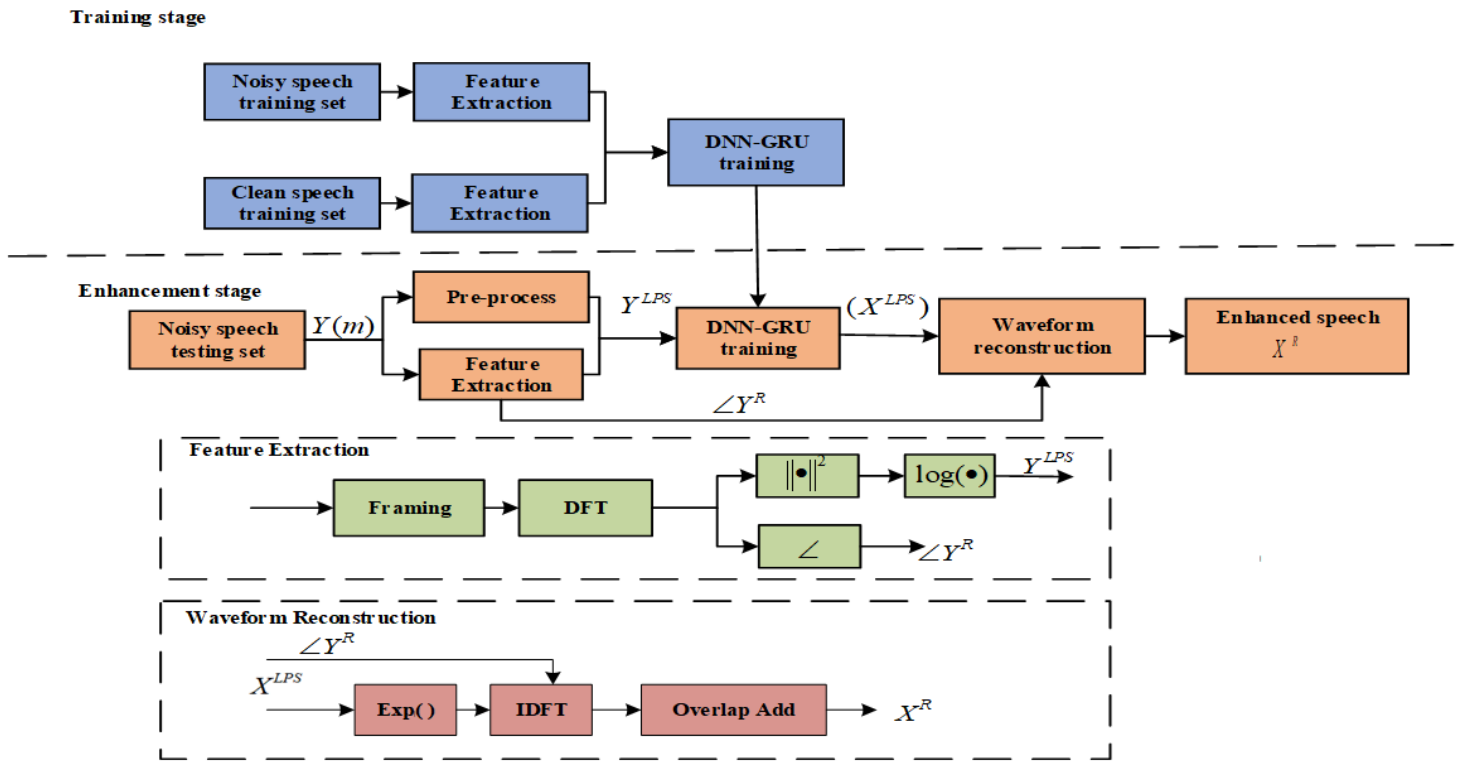 Training stage
Noisy speech
training set
Feature
Extraction
DNN-GRU
training
Clean speech
training set
Feature
Extraction
Enhancement stage
Noisy speech
testing set
Y(m)
Pre-process
Feature
Extraction
Y^{LPS}
DNN-GRU
training
(X^{LPS})
Waveform
reconstruction
Enhanced speech
X^R
∠Y^R
Feature Extraction
Framing
DFT
‖•‖^2
log(•)
Y^{LPS}
∠
∠Y^R
Waveform Reconstruction
∠Y^R
X^{LPS}
Exp( )
IDFT
Overlap Add
X^R